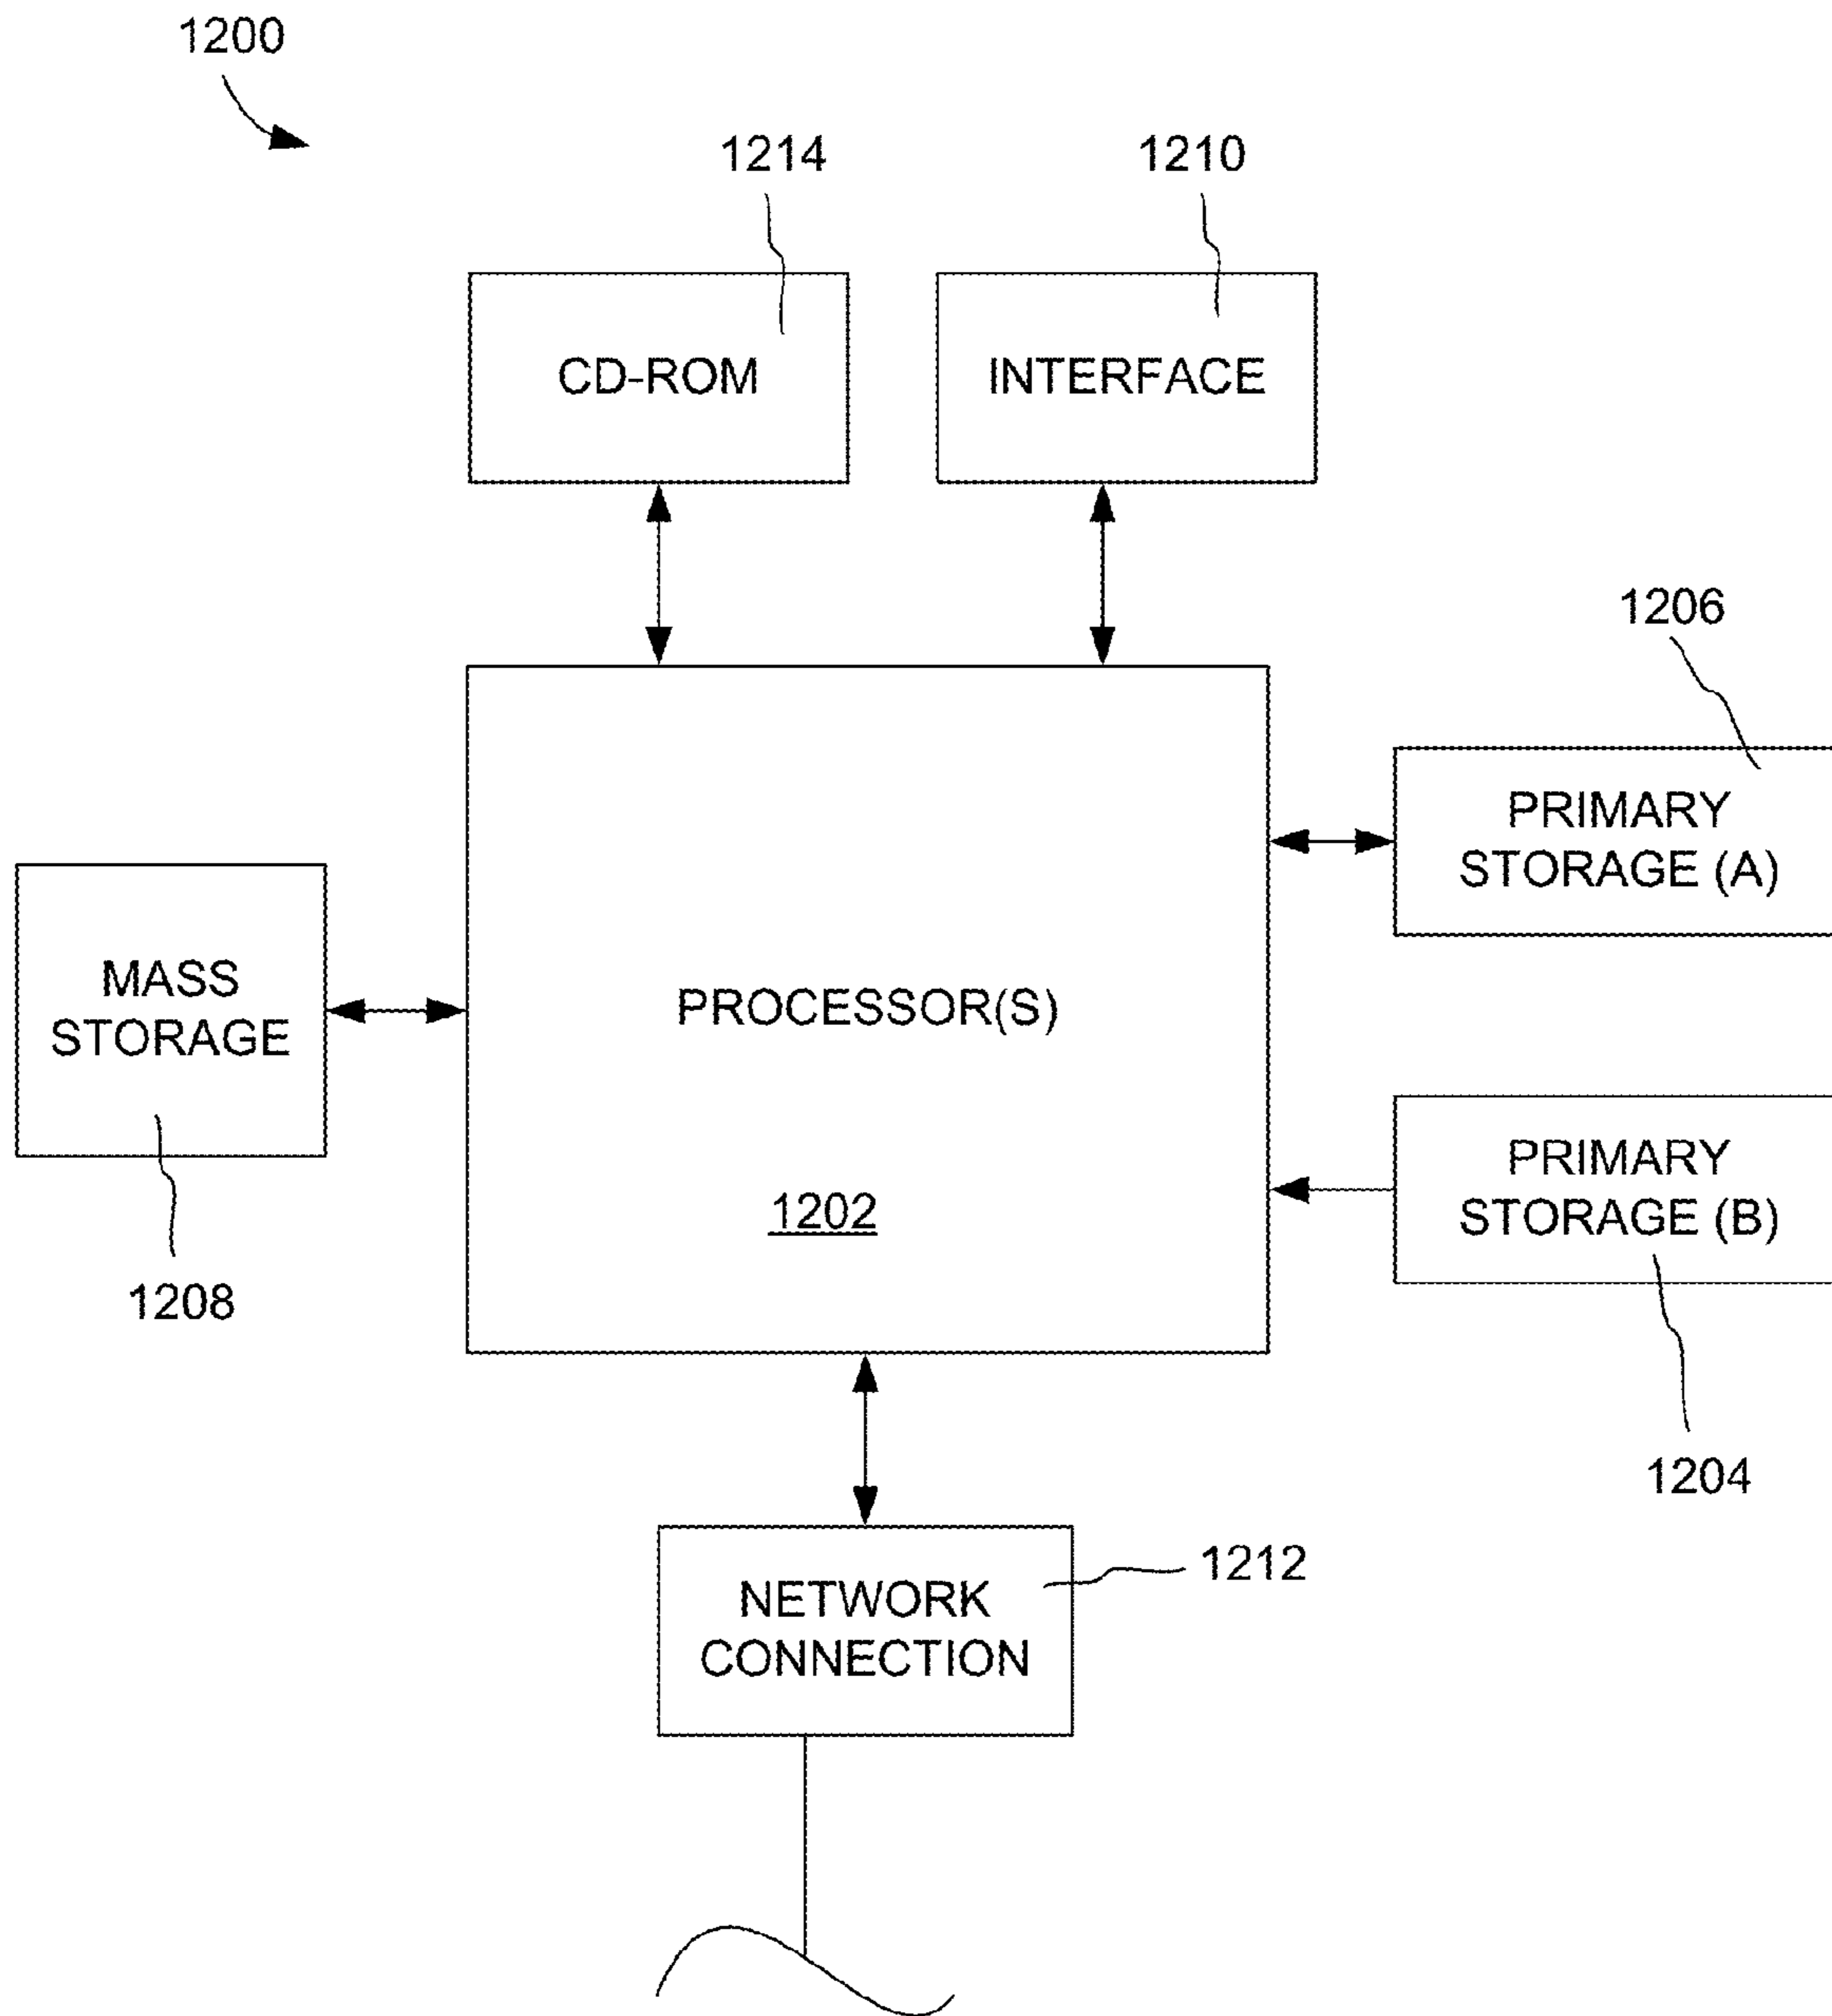 1200
1214
1210
CD-ROM
INTERFACE
1206
PRIMARY
STORAGE (A)
MASS
STORAGE
PROCESSOR(S)
PRIMARY
STORAGE (B)
1202
1208
1204
1212
NETWORK
CONNECTION